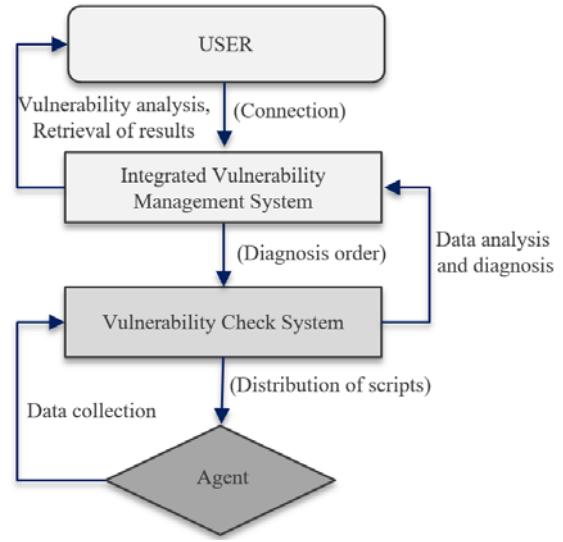 USER
Vulnerability analysis,
Retrieval of results
(Connection)
Integrated Vulnerability
Management System
(Diagnosis order)
Data analysis
and diagnosis
Vulnerability Check System
(Distribution of scripts)
Data collection
Agent